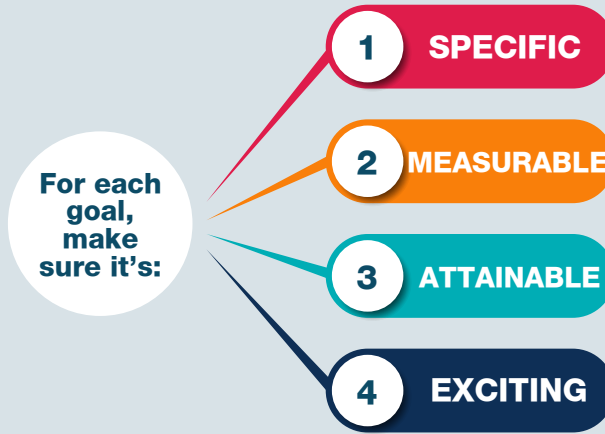 For each
goal,
make
sure it's:
1 SPECIFIC
2 MEASURABLE
3 ATTAINABLE
4 EXCITING